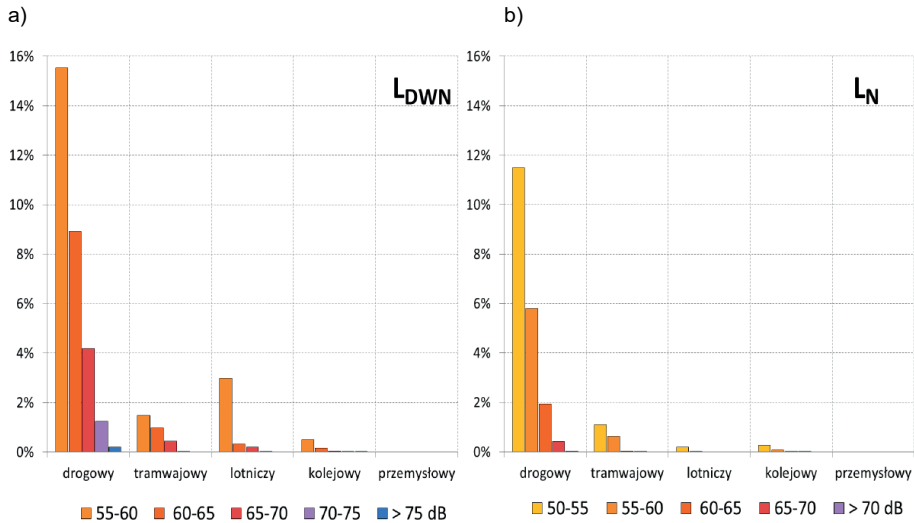 a)
16%
14%
12%
10%
8%
6%
4%
2%
0%
L_DWN
drogowy tramwajowy lotniczy kolejowy przemysłowy
55-60 60-65 65-70 70-75 > 75 dB
b)
16%
14%
12%
10%
8%
6%
4%
2%
0%
L_N
drogowy tramwajowy lotniczy kolejowy przemysłowy
50-55 55-60 60-65 65-70 > 70 dB